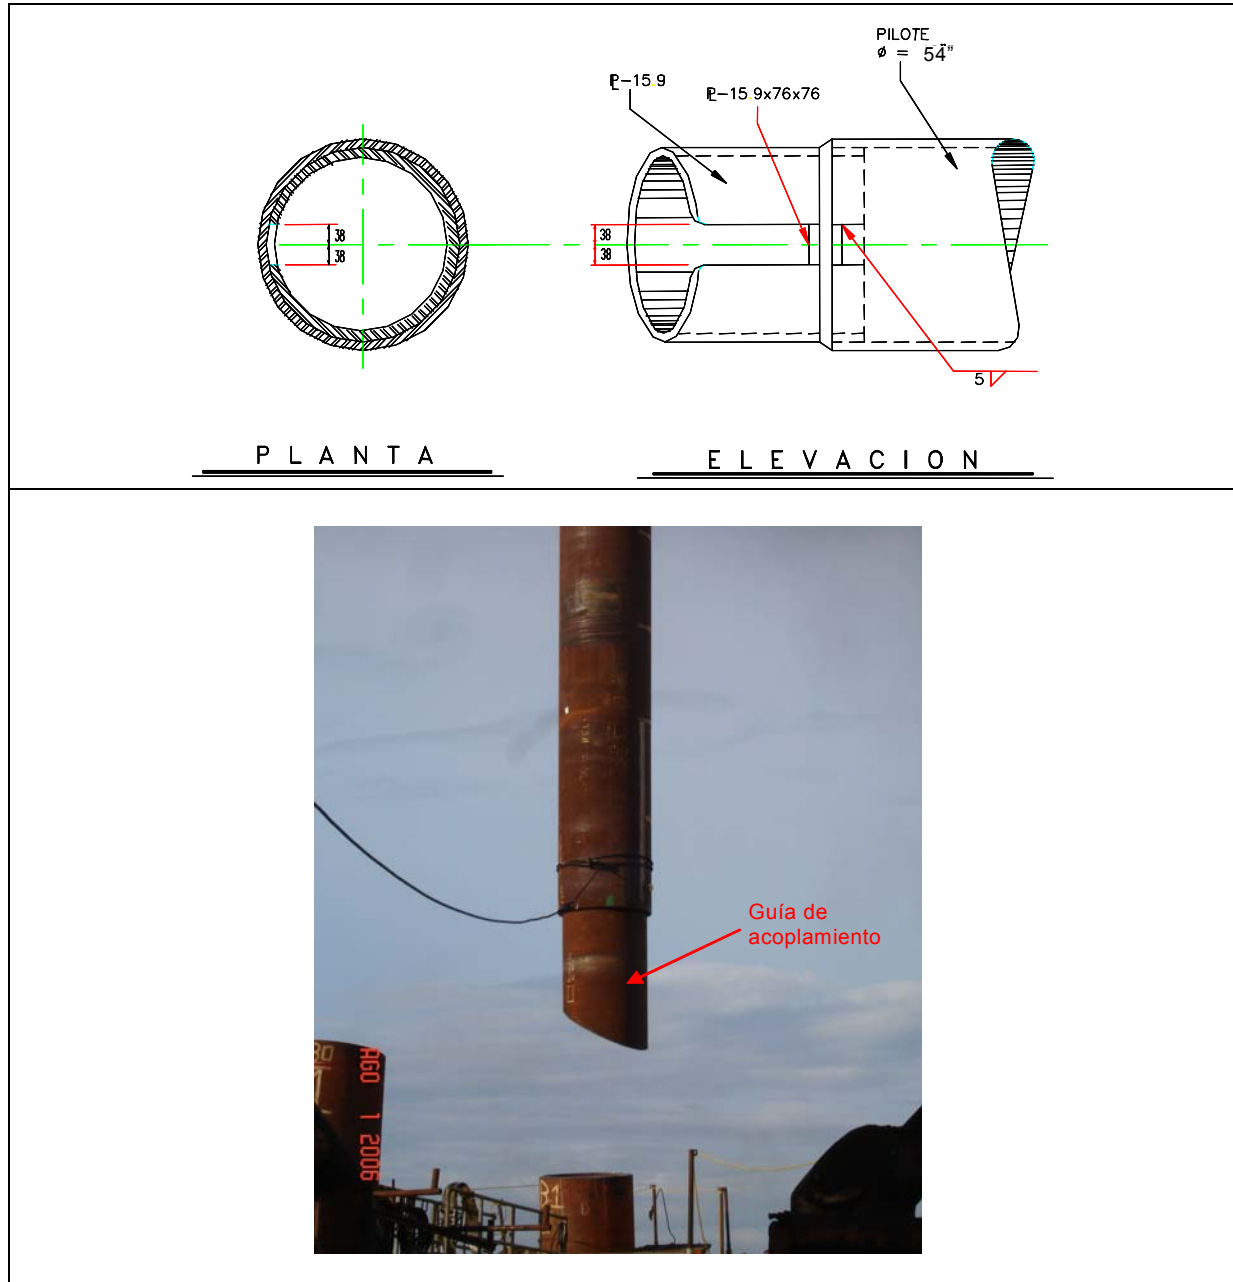 PILOTE
ø = 54"
PL-15.9
PL-15.9x76x76
38
38
38
38
5
PLANTA
ELEVACION
Guía de
acoplamiento
B1
AGO 1 2006